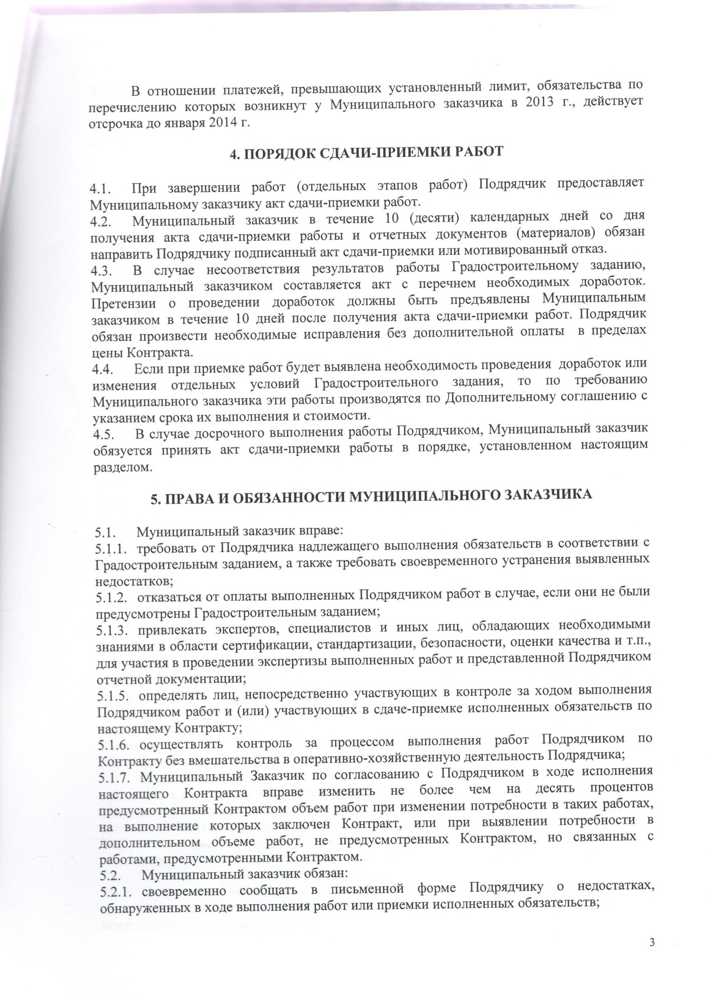 В отношении платежей, превышающих установленный лимит, обязательства по
перечислению которых возникнут у Муниципального заказчика в 2013 г., действует
отсрочка до января 2014 г.
4. ПОРЯДОК СДАЧИ-ПРИЕМКИ РАБОТ
4.1. При завершении работ (отдельных этапов работ) Подрядчик предоставляет
Муниципальному заказчику акт сдачи-приемки работ.
4.2. Муниципальный заказчик в течение 10 (десяти) календарных дней со дня
получения акта сдачи-приемки работы и отчетных документов (материалов) обязан
направить Подрядчику подписанный акт сдачи-приемки или мотивированный отказ.
4.3. В случае несоответствия результатов работы Градостроительному заданию,
Муниципальный заказчиком составляется акт с перечнем необходимых доработок.
Претензии о проведении доработок должны быть предъявлены Муниципальным
заказчиком в течение 10 дней после получения акта сдачи-приемки работ. Подрядчик
обязан произвести необходимые исправления без дополнительной оплаты в пределах
цены Контракта.
4.4. Если при приемке работ будет выявлена необходимость проведения доработок или
изменения отдельных условий Градостроительного задания, то по требованию
Муниципального заказчика эти работы производятся по Дополнительному соглашению с
указанием срока их выполнения и стоимости.
4.5. В случае досрочного выполнения работы Подрядчиком, Муниципальный заказчик
обязуется принять акт сдачи-приемки работы в порядке, установленном настоящим
разделом.
5. ПРАВА И ОБЯЗАННОСТИ МУНИЦИПАЛЬНОГО ЗАКАЗЧИКА
5.1. Муниципальный заказчик вправе:
5.1.1. требовать от Подрядчика надлежащего выполнения обязательств в соответствии с
Градостроительным заданием, а также требовать своевременного устранения выявленных
недостатков;
5.1.2. отказаться от оплаты выполненных Подрядчиком работ в случае, если они не были
предусмотрены Градостроительным заданием;
5.1.3. привлекать экспертов, специалистов и иных лиц, обладающих необходимыми
знаниями в области сертификации, стандартизации, безопасности, оценки качества и т.п.,
для участия в проведении экспертизы выполненных работ и представленной Подрядчиком
отчетной документации;
5.1.5. определять лиц, непосредственно участвующих в контроле за ходом выполнения
Подрядчиком работ и (или) участвующих в сдаче-приемке исполненных обязательств по
настоящему Контракту;
5.1.6. осуществлять контроль за процессом выполнения работ Подрядчиком по
Контракту без вмешательства в оперативно-хозяйственную деятельность Подрядчика;
5.1.7. Муниципальный Заказчик по согласованию с Подрядчиком в ходе исполнения
настоящего Контракта вправе изменить не более чем на десять процентов
предусмотренный Контрактом объем работ при изменении потребности в таких работах,
на выполнение которых заключен Контракт, или при выявлении потребности в
дополнительном объеме работ, не предусмотренных Контрактом, но связанных с
работами, предусмотренными Контрактом.
5.2. Муниципальный заказчик обязан:
5.2.1. своевременно сообщать в письменной форме Подрядчику о недостатках,
обнаруженных в ходе выполнения работ или приемки исполненных обязательств;
3